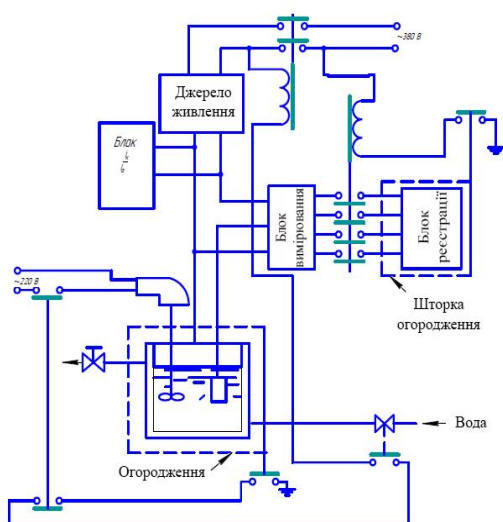 ~380 В
Джерело
живлення
Блок
Блок
вимірювання
Блок
реєстрації
Шторка
огородження
~220 В
Вода
Огородження